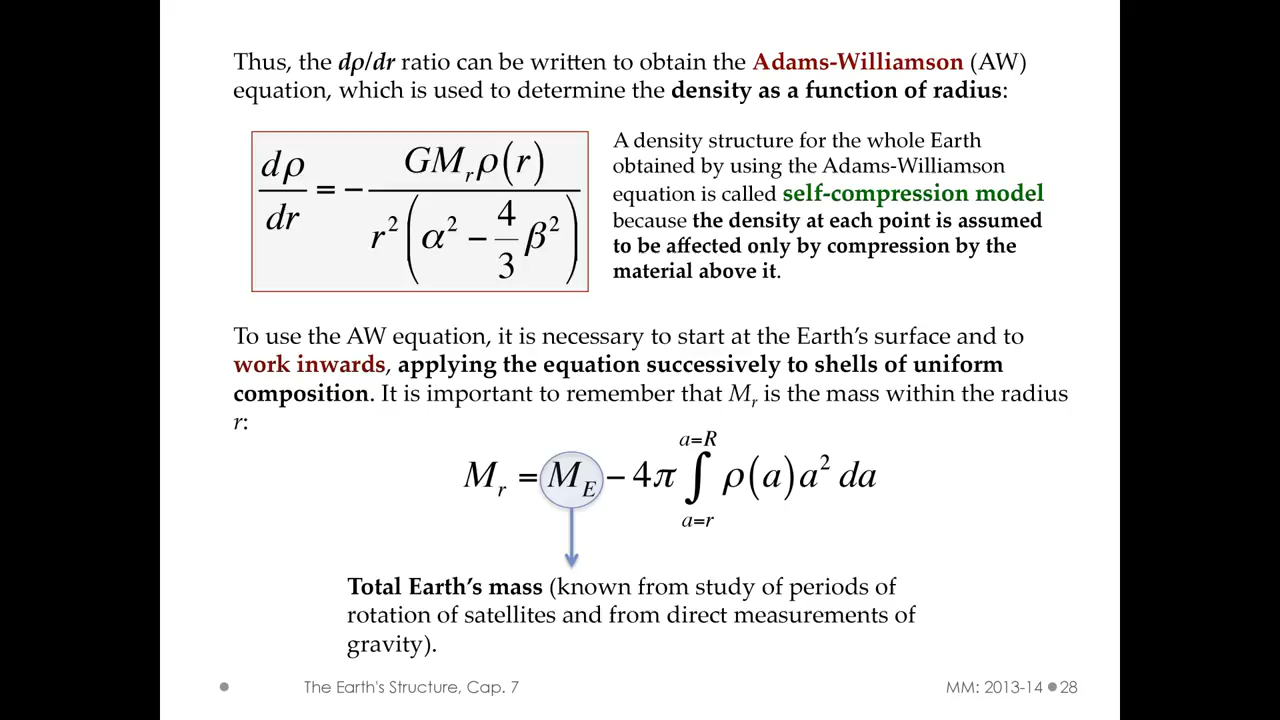 Thus, the dρ/dr ratio can be written to obtain the Adams-Williamson (AW)
equation, which is used to determine the density as a function of radius:
dρ/dr = − GM_r ρ(r) / r²(α² − 4/3 β²)
A density structure for the whole Earth
obtained by using the Adams-Williamson
equation is called self-compression model
because the density at each point is assumed
to be affected only by compression by the
material above it.
To use the AW equation, it is necessary to start at the Earth's surface and to
work inwards, applying the equation successively to shells of uniform
composition. It is important to remember that M_r is the mass within the radius
r:
M_r = M_E − 4π ∫_{a=r}^{a=R} ρ(a)a² da
Total Earth's mass (known from study of periods of
rotation of satellites and from direct measurements of
gravity).
The Earth's Structure, Cap. 7
MM: 2013-14 28